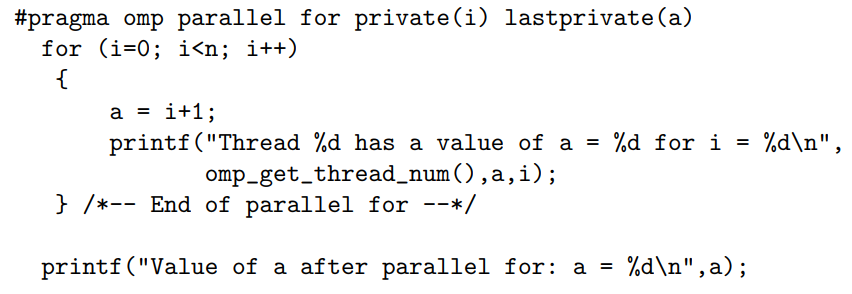 #pragma omp parallel for private(i) lastprivate(a)
for (i=0; i<n; i++)
{
a = i+1;
printf("Thread %d has a value of a = %d for i = %d\n",
omp_get_thread_num(),a,i);
} /*-- End of parallel for --*/
printf("Value of a after parallel for: a = %d\n",a);